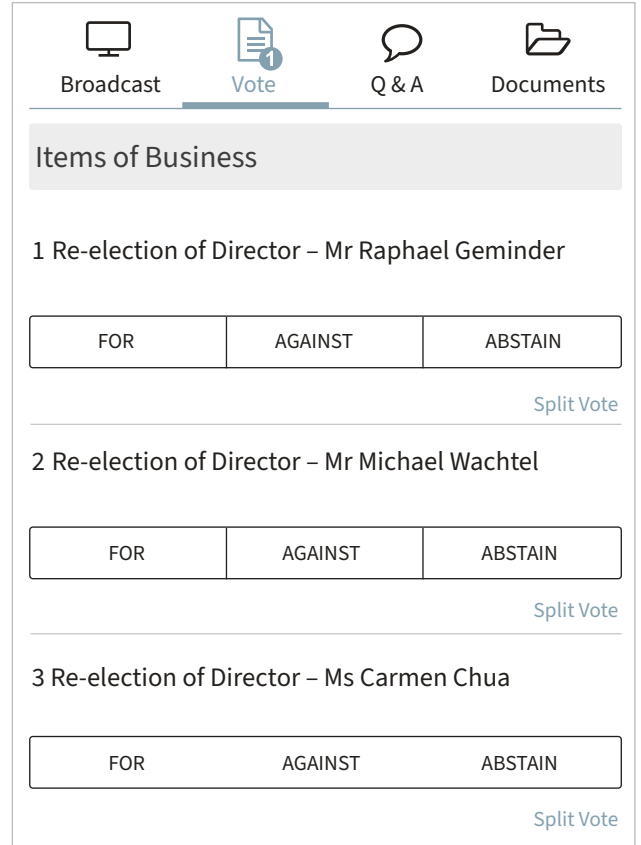 1
Broadcast Vote Q & A Documents
Items of Business
1 Re-election of Director – Mr Raphael Geminder
FOR AGAINST ABSTAIN
Split Vote
2 Re-election of Director – Mr Michael Wachtel
FOR AGAINST ABSTAIN
Split Vote
3 Re-election of Director – Ms Carmen Chua
FOR AGAINST ABSTAIN
Split Vote